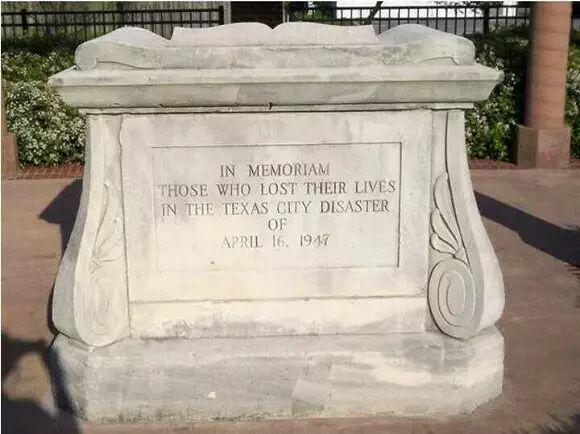 IN MEMORIAM
THOSE WHO LOST THEIR LIVES
IN THE TEXAS CITY DISASTER
OF
APRIL 16, 1947